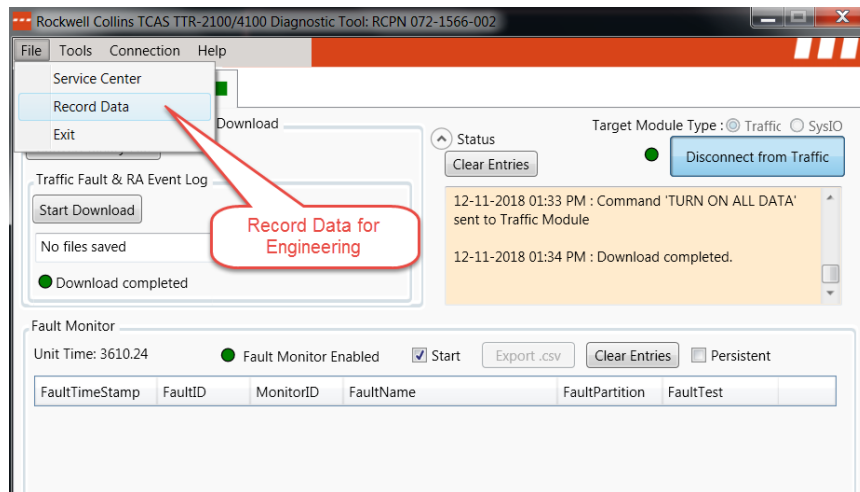 Rockwell Collins TCAS TTR-2100/4100 Diagnostic Tool: RCPN 072-1566-002
File Tools Connection Help
Service Center
Record Data
Exit
Download
Traffic Fault & RA Event Log
Start Download
No files saved
Download completed
Record Data for
Engineering
Status
Target Module Type : Traffic SysIO
Clear Entries
Disconnect from Traffic
12-11-2018 01:33 PM : Command 'TURN ON ALL DATA'
sent to Traffic Module
12-11-2018 01:34 PM : Download completed.
Fault Monitor
Unit Time: 3610.24 Fault Monitor Enabled Start Export .csv Clear Entries Persistent
FaultTimeStamp FaultID MonitorID FaultName FaultPartition FaultTest